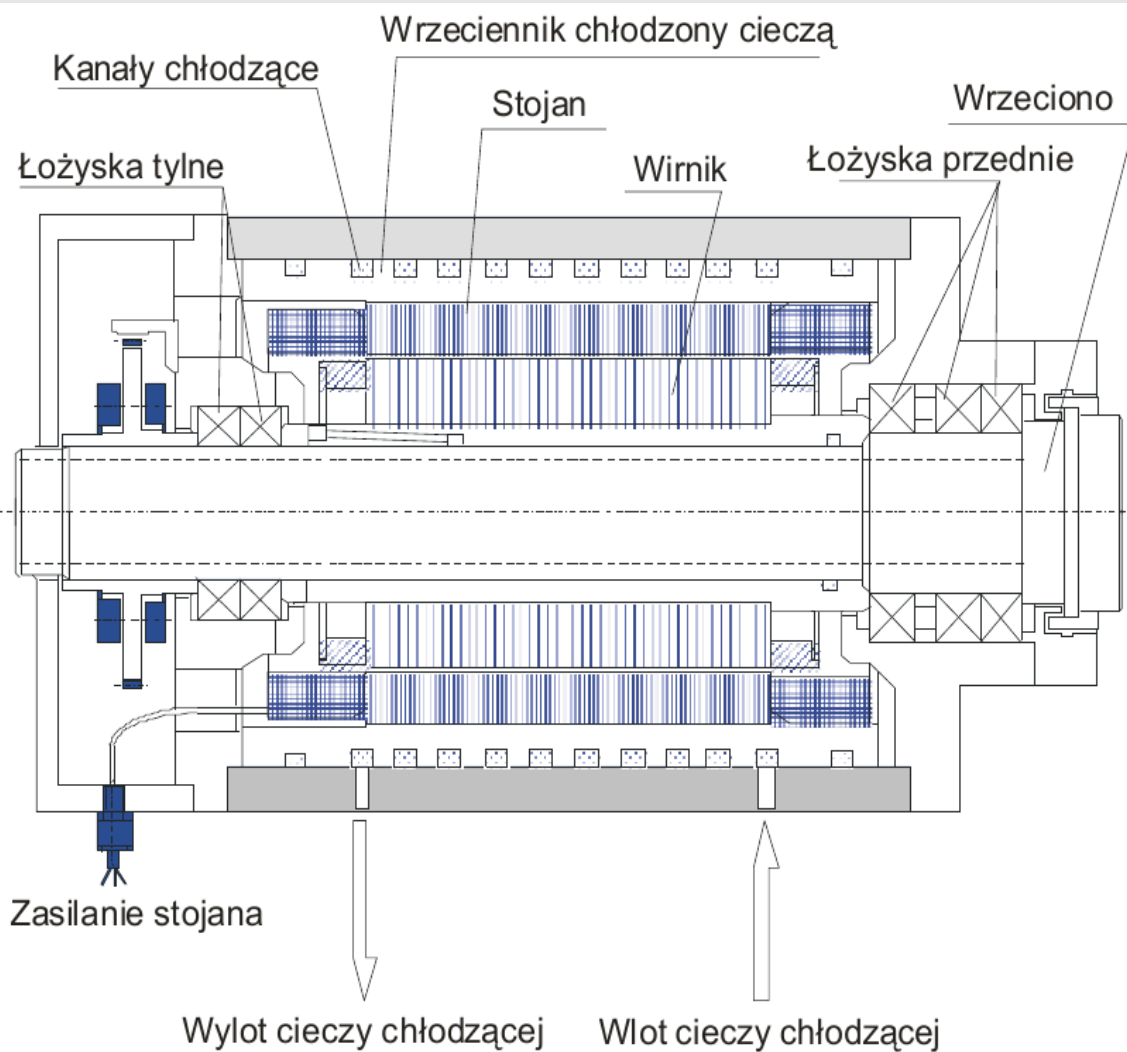 Wrzeciennik chłodzony cieczą
Kanały chłodzące
Stojan
Wrzeciono
Łożyska tylne
Wirnik
Łożyska przednie
Zasilanie stojana
Wylot cieczy chłodzącej
Wlot cieczy chłodzącej